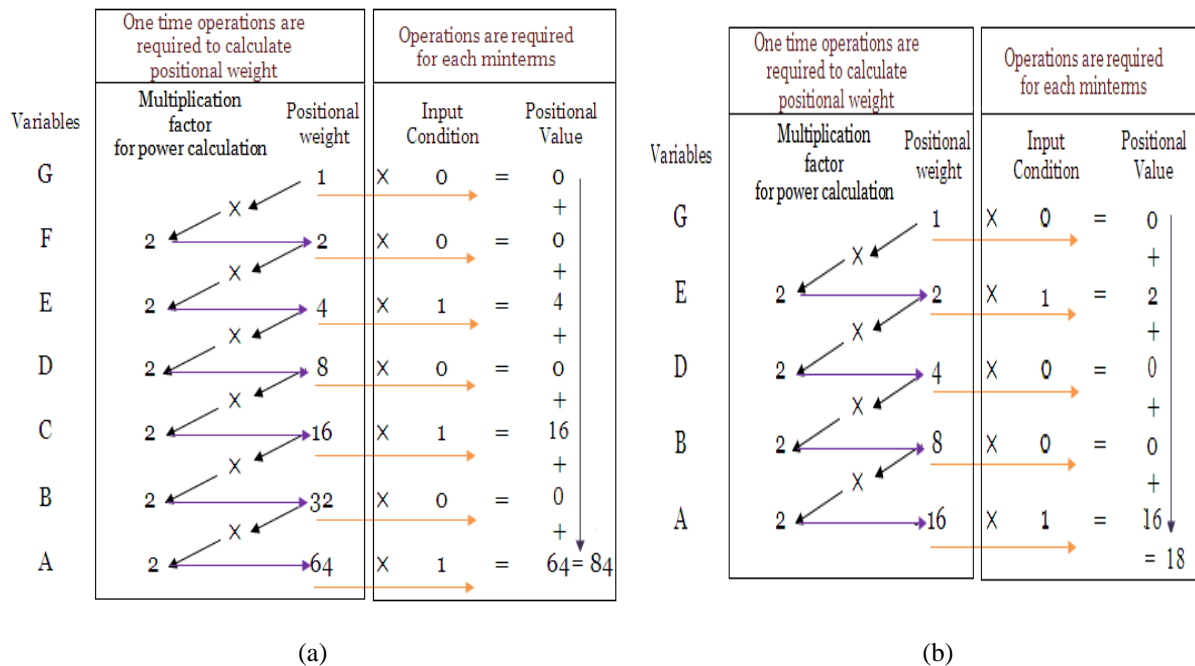 One time operations are
required to calculate
positional weight
Operations are required
for each minterms
Variables
Multiplication
factor
for power calculation
Positional
weight
Input
Condition
Positional
Value
G 1 X 0 = 0
X +
F 2 2 X 0 = 0
X +
E 2 4 X 1 = 4
X +
D 2 8 X 0 = 0
X +
C 2 16 X 1 = 16
X +
B 2 32 X 0 = 0
X +
A 2 64 X 1 = 64 = 84
(a)
One time operations are
required to calculate
positional weight
Operations are required
for each minterms
Variables
Multiplication
factor
for power calculation
Positional
weight
Input
Condition
Positional
Value
G 1 X 0 = 0
X +
E 2 2 X 1 = 2
X +
D 2 4 X 0 = 0
X +
B 2 8 X 0 = 0
X +
A 2 16 X 1 = 16
= 18
(b)